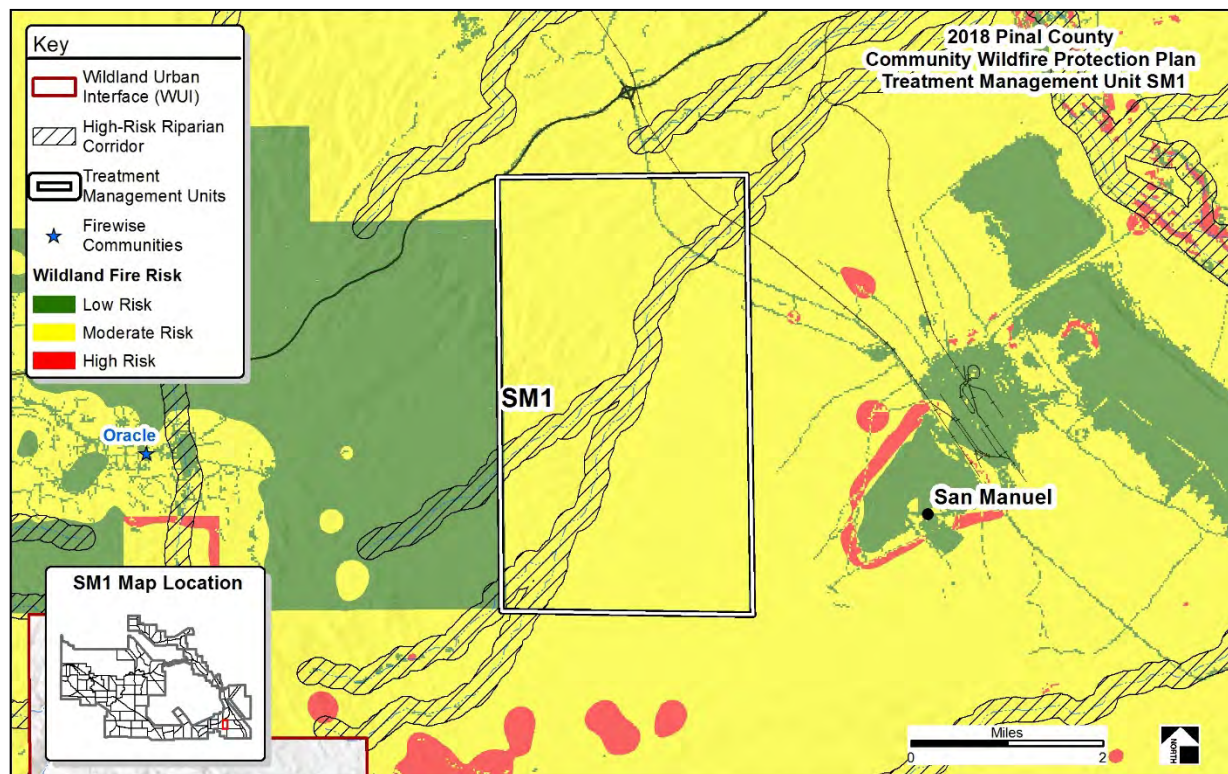 2018 Pinal County
Community Wildfire Protection Plan
Treatment Management Unit SM1
Key
Wildland Urban
Interface (WUI)
High-Risk Riparian
Corridor
Treatment
Management Units
Firewise
Communities
Wildland Fire Risk
Low Risk
Moderate Risk
High Risk
SM1
Oracle
San Manuel
SM1 Map Location
Miles
0
2
NORTH